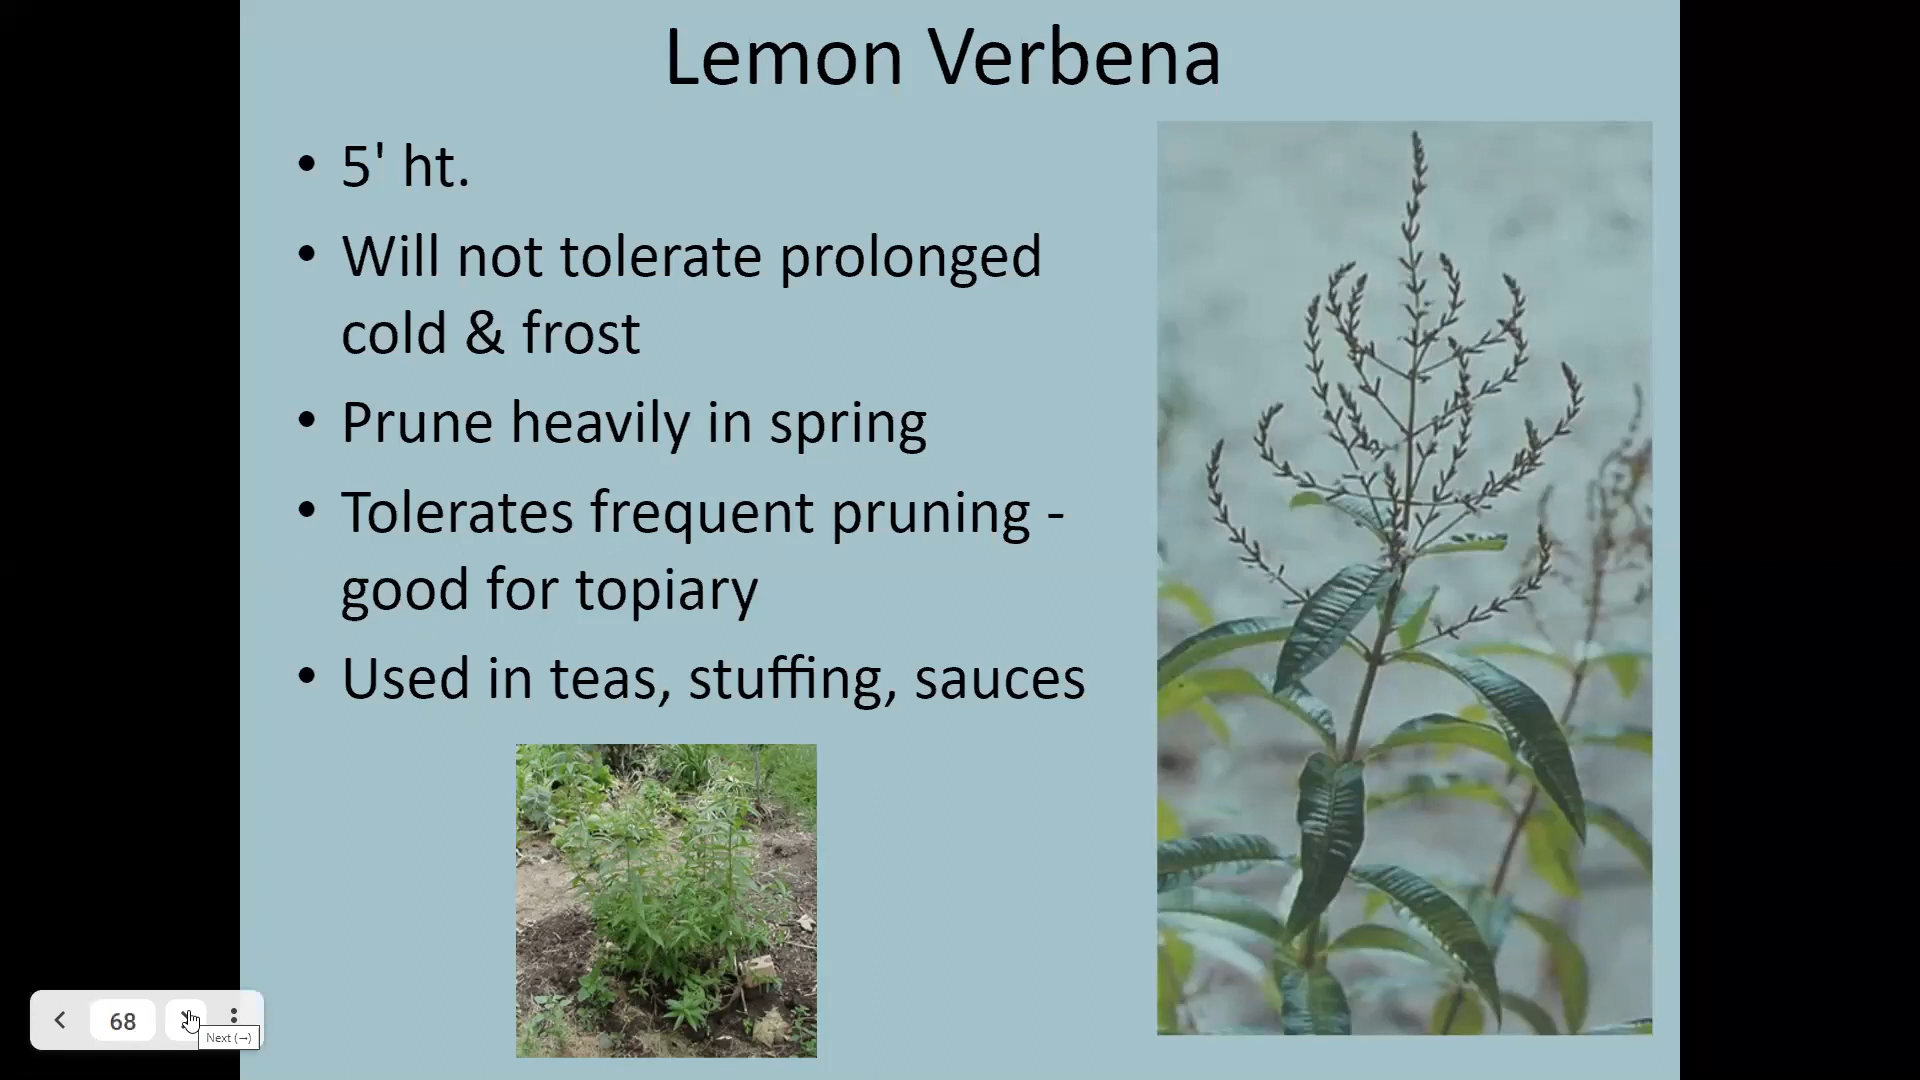 Lemon Verbena
• 5' ht.
• Will not tolerate prolonged
cold & frost
• Prune heavily in spring
• Tolerates frequent pruning -
good for topiary
• Used in teas, stuffing, sauces
68
Next (→)